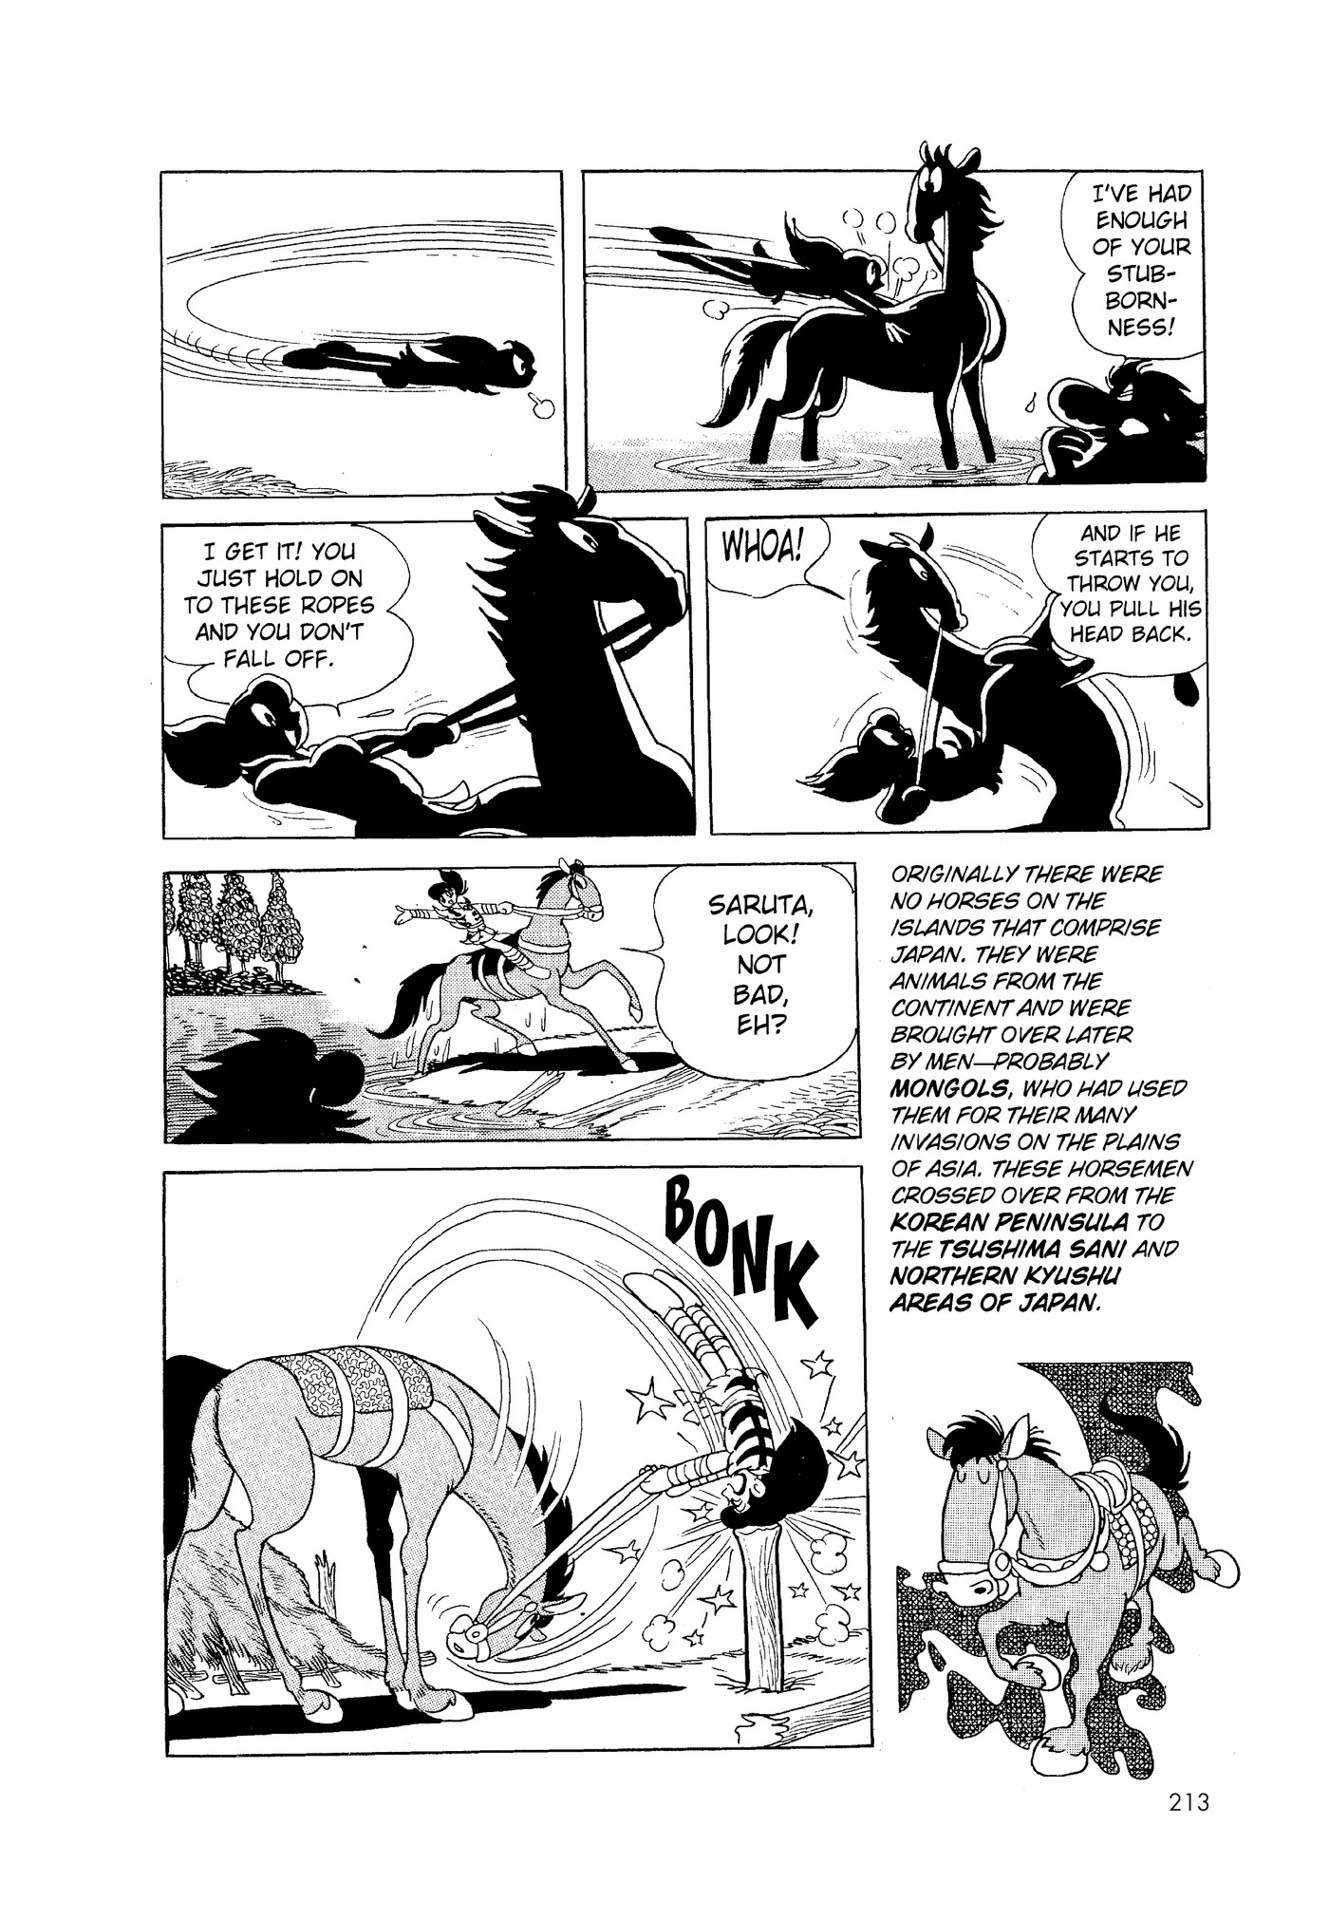 I'VE HAD
ENOUGH
OF YOUR
STUB-
BORN-
NESS!
I GET IT! YOU
JUST HOLD ON
TO THESE ROPES
AND YOU DON'T
FALL OFF.
WHOA!
AND IF HE
STARTS TO
THROW YOU,
YOU PULL HIS
HEAD BACK.
SARUTA,
LOOK!
NOT
BAD,
EH?
ORIGINALLY THERE WERE
NO HORSES ON THE
ISLANDS THAT COMPRISE
JAPAN. THEY WERE
ANIMALS FROM THE
CONTINENT AND WERE
BROUGHT OVER LATER
BY MEN—PROBABLY
MONGOLS, WHO HAD USED
THEM FOR THEIR MANY
INVASIONS ON THE PLAINS
OF ASIA. THESE HORSEMEN
CROSSED OVER FROM THE
KOREAN PENINSULA TO
THE TSUSHIMA SANI AND
NORTHERN KYUSHU
AREAS OF JAPAN.
BONK
213